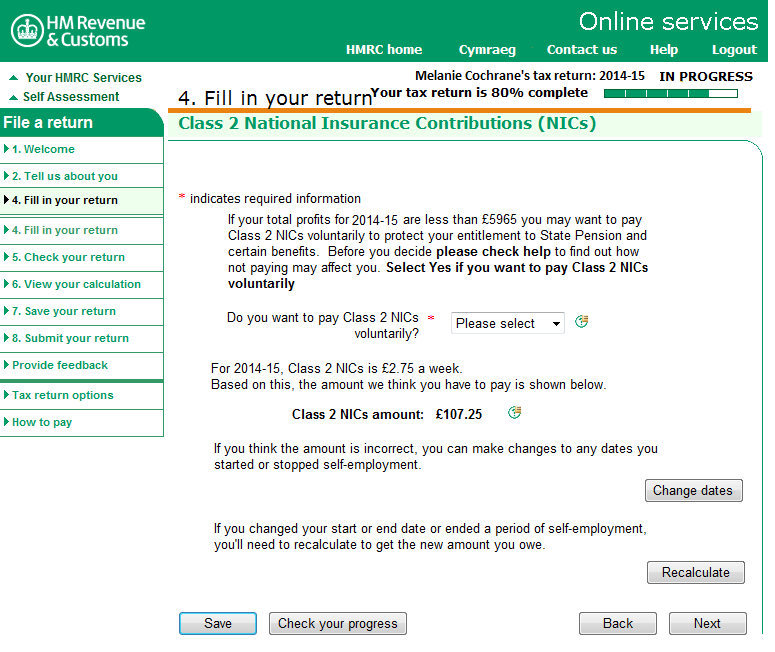 HM Revenue
& Customs
Online services
HMRC home Cymraeg Contact us Help Logout
Your HMRC Services
Self Assessment
Melanie Cochrane's tax return: 2014-15 IN PROGRESS
4. Fill in your return
Your tax return is 80% complete
File a return
1. Welcome
2. Tell us about you
4. Fill in your return
4. Fill in your return
5. Check your return
6. View your calculation
7. Save your return
8. Submit your return
Provide feedback
Tax return options
How to pay
Class 2 National Insurance Contributions (NICs)
* indicates required information
If your total profits for 2014-15 are less than £5965 you may want to pay
Class 2 NICs voluntarily to protect your entitlement to State Pension and
certain benefits. Before you decide please check help to find out how
not paying may affect you. Select Yes if you want to pay Class 2 NICs
voluntarily
Do you want to pay Class 2 NICs *
voluntarily?
Please select
For 2014-15, Class 2 NICs is £2.75 a week.
Based on this, the amount we think you have to pay is shown below.
Class 2 NICs amount: £107.25
If you think the amount is incorrect, you can make changes to any dates you
started or stopped self-employment.
Change dates
If you changed your start or end date or ended a period of self-employment,
you'll need to recalculate to get the new amount you owe.
Recalculate
Save Check your progress Back Next